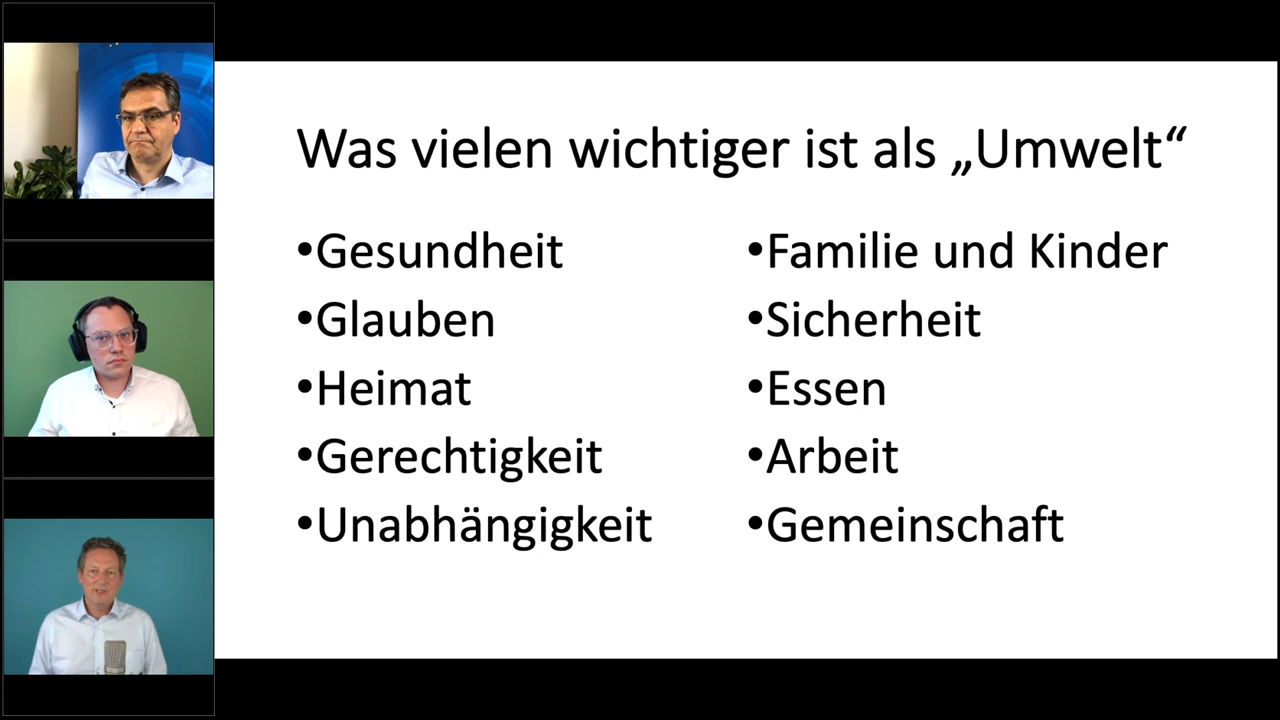 Was vielen wichtiger ist als „Umwelt“
•Gesundheit
•Glauben
•Heimat
•Gerechtigkeit
•Unabhängigkeit
•Familie und Kinder
•Sicherheit
•Essen
•Arbeit
•Gemeinschaft